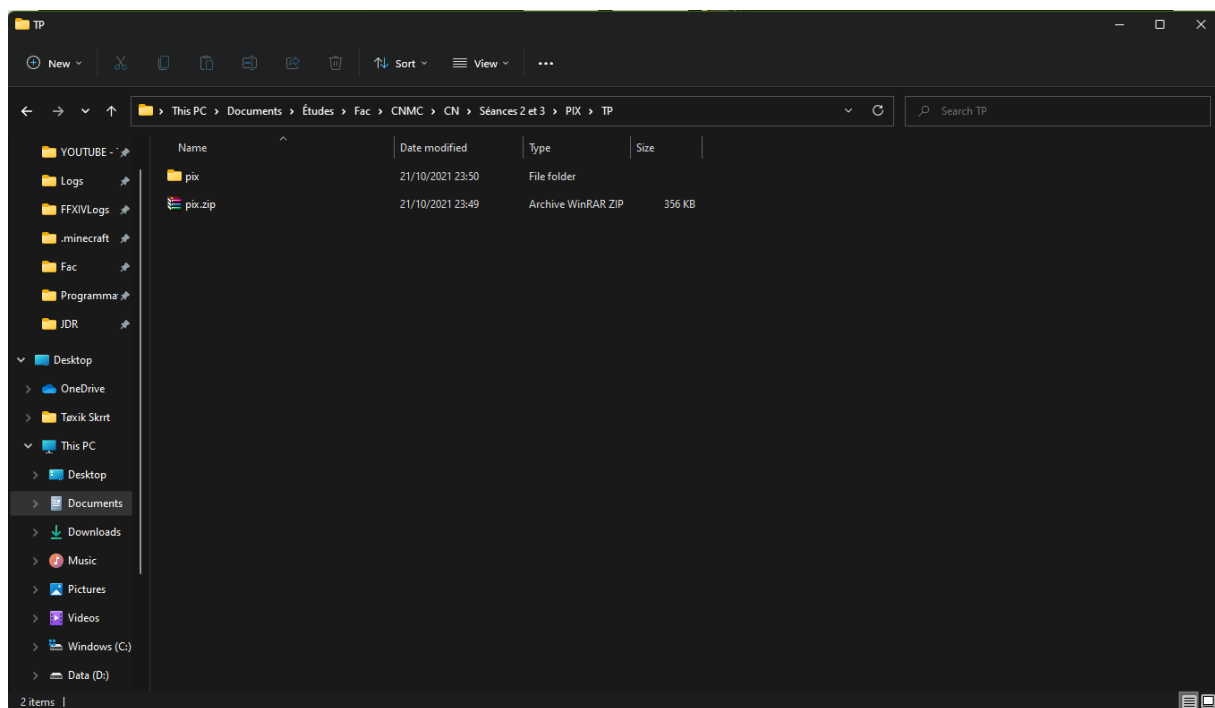 TP
New Sort View
This PC > Documents > Études > Fac > CNMC > CN > Séances 2 et 3 > PIX > TP
Search TP
Name Date modified Type Size
pix 21/10/2021 23:50 File folder
pix.zip 21/10/2021 23:49 Archive WinRAR ZIP 356 KB
YOUTUBE -
Logs
FFXIVLogs
.minecraft
Fac
Programma
JDR
Desktop
OneDrive
Tøxik Skrrt
This PC
Desktop
Documents
Downloads
Music
Pictures
Videos
Windows (C:)
Data (D:)
2 items